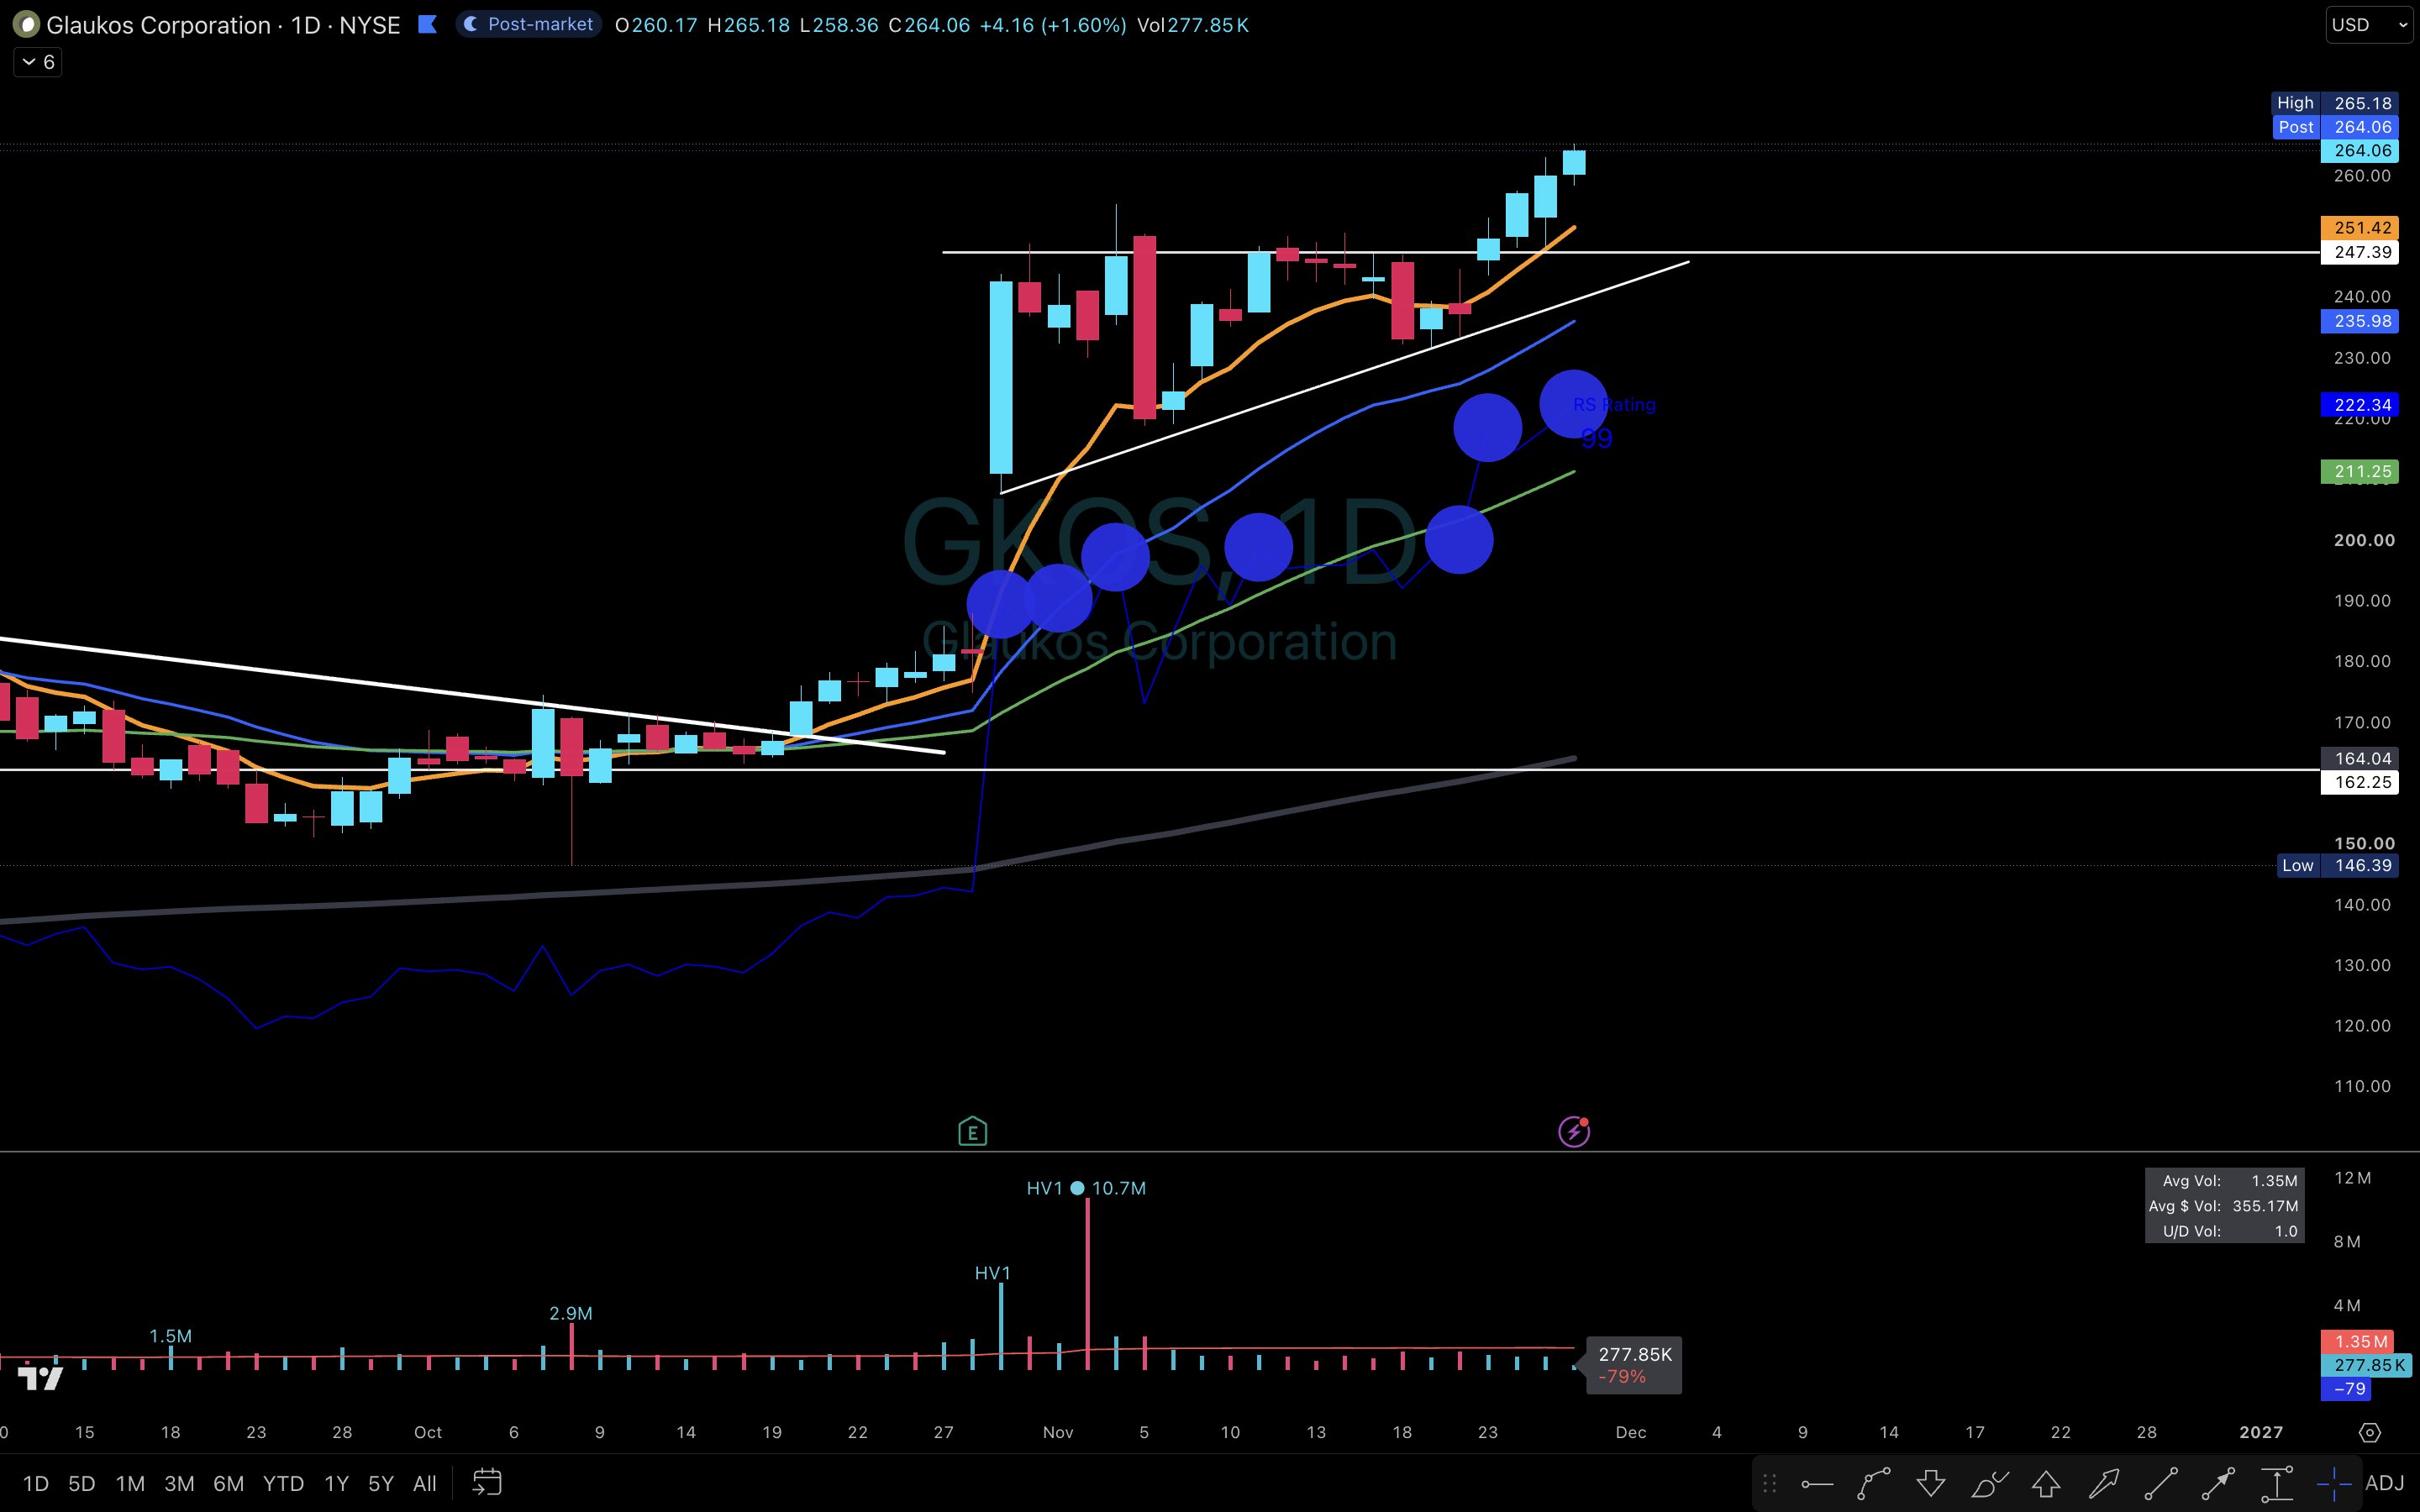 Glaukos Corporation · 1D · NYSE Post-market O260.17 H265.18 L258.36 C264.06 +4.16 (+1.60%) Vol277.85K
USD
6
High 265.18
Post 264.06
264.06
260.00
251.42
247.39
240.00
235.98
230.00
RS Rating
222.34
220.00
99
211.25
GKOS, 1D
200.00
190.00
Glaukos Corporation
180.00
170.00
164.04
162.25
150.00
Low 146.39
140.00
130.00
120.00
110.00
E
HV1 10.7M
HV1
2.9M
1.5M
Avg Vol: 1.35M
Avg $ Vol: 355.17M
U/D Vol: 1.0
12M
8M
4M
1.35M
277.85K
-79%
277.85K
−79
15 18 23 28 Oct 6 9 14 19 22 27 Nov 5 10 13 18 23 Dec 4 9 14 17 22 28 2027
1D 5D 1M 3M 6M YTD 1Y 5Y All
ADJ